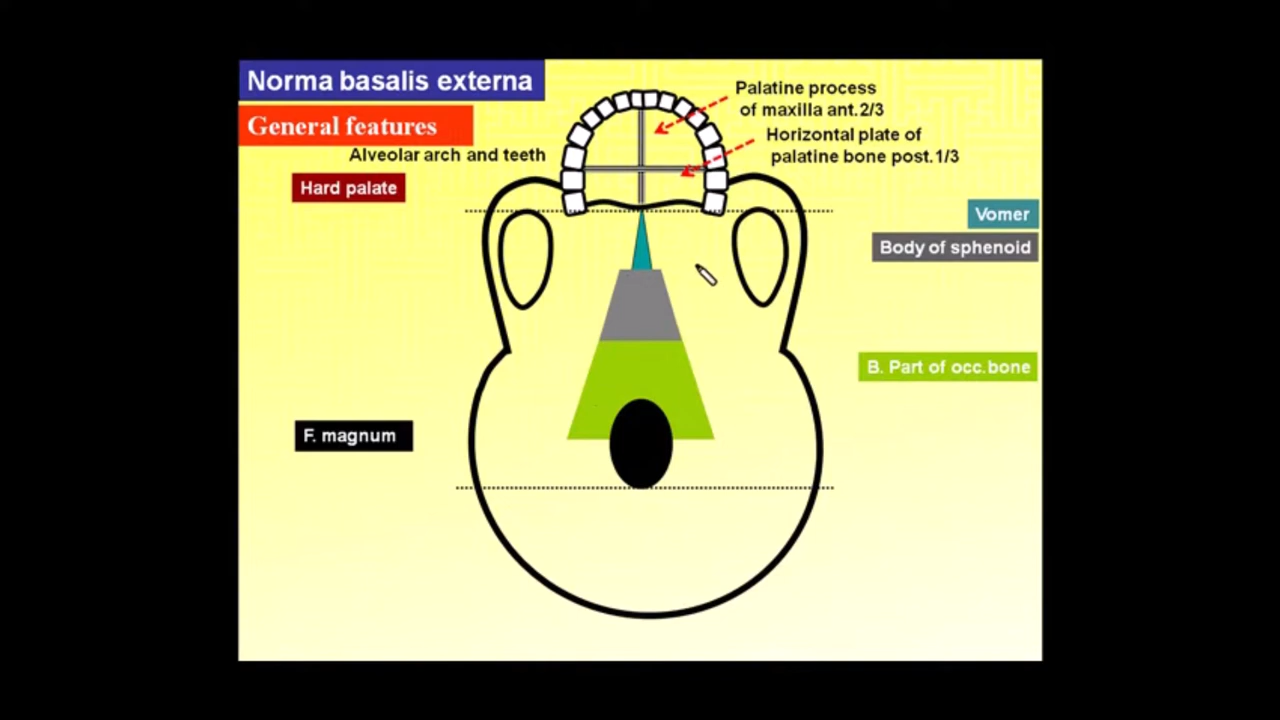 Norma basalis externa
General features
Palatine process
of maxilla ant.2/3
Horizontal plate of
palatine bone post.1/3
Alveolar arch and teeth
Hard palate
Vomer
Body of sphenoid
B. Part of occ.bone
F. magnum